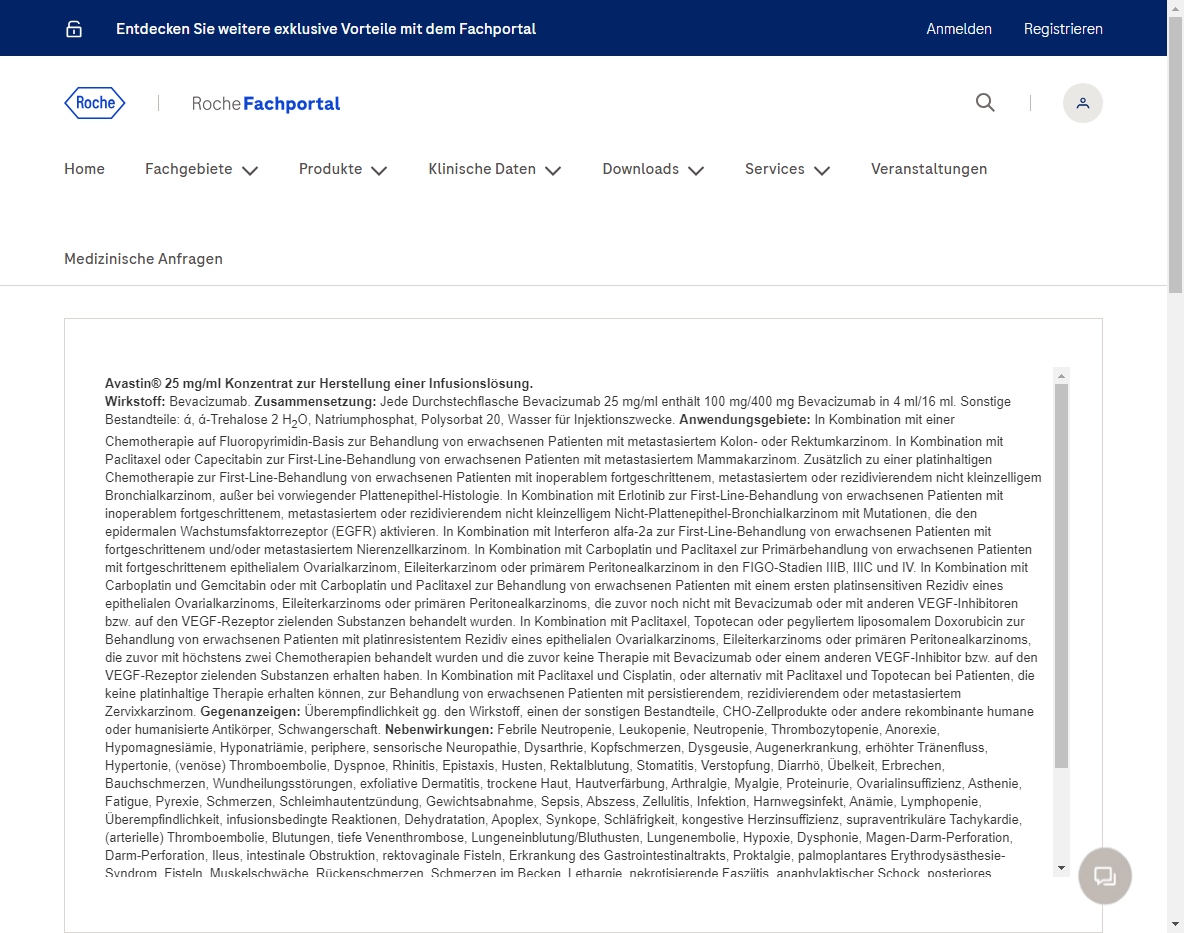 Entdecken Sie weitere exklusive Vorteile mit dem Fachportal
Anmelden
Registrieren
Roche
Roche Fachportal
Home
Fachgebiete
Produkte
Klinische Daten
Downloads
Services
Veranstaltungen
Medizinische Anfragen
Avastin® 25 mg/ml Konzentrat zur Herstellung einer Infusionslösung.
Wirkstoff: Bevacizumab. Zusammensetzung: Jede Durchstechflasche Bevacizumab 25 mg/ml enthält 100 mg/400 mg Bevacizumab in 4 ml/16 ml. Sonstige
Bestandteile: ά, ά-Trehalose 2 H₂O, Natriumphosphat, Polysorbat 20, Wasser für Injektionszwecke. Anwendungsgebiete: In Kombination mit einer
Chemotherapie auf Fluoropyrimidin-Basis zur Behandlung von erwachsenen Patienten mit metastasiertem Kolon- oder Rektumkarzinom. In Kombination mit
Paclitaxel oder Capecitabin zur First-Line-Behandlung von erwachsenen Patienten mit metastasiertem Mammakarzinom. Zusätzlich zu einer platinhaltigen
Chemotherapie zur First-Line-Behandlung von erwachsenen Patienten mit inoperablem fortgeschrittenem, metastasiertem oder rezidivierendem nicht kleinzelligem
Bronchialkarzinom, außer bei vorwiegender Plattenepithel-Histologie. In Kombination mit Erlotinib zur First-Line-Behandlung von erwachsenen Patienten mit
inoperablem fortgeschrittenem, metastasiertem oder rezidivierendem nicht kleinzelligem Nicht-Plattenepithel-Bronchialkarzinom mit Mutationen, die den
epidermalen Wachstumsfaktorrezeptor (EGFR) aktivieren. In Kombination mit Interferon alfa-2a zur First-Line-Behandlung von erwachsenen Patienten mit
fortgeschrittenem und/oder metastasiertem Nierenzellkarzinom. In Kombination mit Carboplatin und Paclitaxel zur Primärbehandlung von erwachsenen Patienten
mit fortgeschrittenem epithelialem Ovarialkarzinom, Eileiterkarzinom oder primärem Peritonealkarzinom in den FIGO-Stadien IIIB, IIIC und IV. In Kombination mit
Carboplatin und Gemcitabin oder mit Carboplatin und Paclitaxel zur Behandlung von erwachsenen Patienten mit einem ersten platinsensitiven Rezidiv eines
epithelialen Ovarialkarzinoms, Eileiterkarzinoms oder primären Peritonealkarzinoms, die zuvor noch nicht mit Bevacizumab oder mit anderen VEGF-Inhibitoren
bzw. auf den VEGF-Rezeptor zielenden Substanzen behandelt wurden. In Kombination mit Paclitaxel, Topotecan oder pegyliertem liposomalem Doxorubicin zur
Behandlung von erwachsenen Patienten mit platinresistentem Rezidiv eines epithelialen Ovarialkarzinoms, Eileiterkarzinoms oder primären Peritonealkarzinoms,
die zuvor mit höchstens zwei Chemotherapien behandelt wurden und die zuvor keine Therapie mit Bevacizumab oder einem anderen VEGF-Inhibitor bzw. auf den
VEGF-Rezeptor zielenden Substanzen erhalten haben. In Kombination mit Paclitaxel und Cisplatin, oder alternativ mit Paclitaxel und Topotecan bei Patienten, die
keine platinhaltige Therapie erhalten können, zur Behandlung von erwachsenen Patienten mit persistierendem, rezidivierendem oder metastasiertem
Zervixkarzinom. Gegenanzeigen: Überempfindlichkeit gg. den Wirkstoff, einen der sonstigen Bestandteile, CHO-Zellprodukte oder andere rekombinante humane
oder humanisierte Antikörper, Schwangerschaft. Nebenwirkungen: Febrile Neutropenie, Leukopenie, Neutropenie, Thrombozytopenie, Anorexie,
Hypomagnesiämie, Hyponatriämie, periphere, sensorische Neuropathie, Dysarthrie, Kopfschmerzen, Dysgeusie, Augenerkrankung, erhöhter Tränenfluss,
Hypertonie, (venöse) Thromboembolie, Dyspnoe, Rhinitis, Epistaxis, Husten, Rektalblutung, Stomatitis, Verstopfung, Diarrhö, Übelkeit, Erbrechen,
Bauchschmerzen, Wundheilungsstörungen, exfoliative Dermatitis, trockene Haut, Hautverfärbung, Arthralgie, Myalgie, Proteinurie, Ovarialinsuffizienz, Asthenie,
Fatigue, Pyrexie, Schmerzen, Schleimhautentzündung, Gewichtsabnahme, Sepsis, Abszess, Zellulitis, Infektion, Harnwegsinfekt, Anämie, Lymphopenie,
Überempfindlichkeit, infusionsbedingte Reaktionen, Dehydratation, Apoplex, Synkope, Schläfrigkeit, kongestive Herzinsuffizienz, supraventrikuläre Tachykardie,
(arterielle) Thromboembolie, Blutungen, tiefe Venenthrombose, Lungeneinblutung/Bluthusten, Lungenembolie, Hypoxie, Dysphonie, Magen-Darm-Perforation,
Darm-Perforation, Ileus, intestinale Obstruktion, rektovaginale Fisteln, Erkrankung des Gastrointestinaltrakts, Proktalgie, palmoplantares Erythrodysästhesie-
Syndrom, Fisteln, Muskelschwäche, Rückenschmerzen, Schmerzen im Becken, Lethargie, nekrotisierende Fasziitis, anaphylaktischer Schock, posteriores